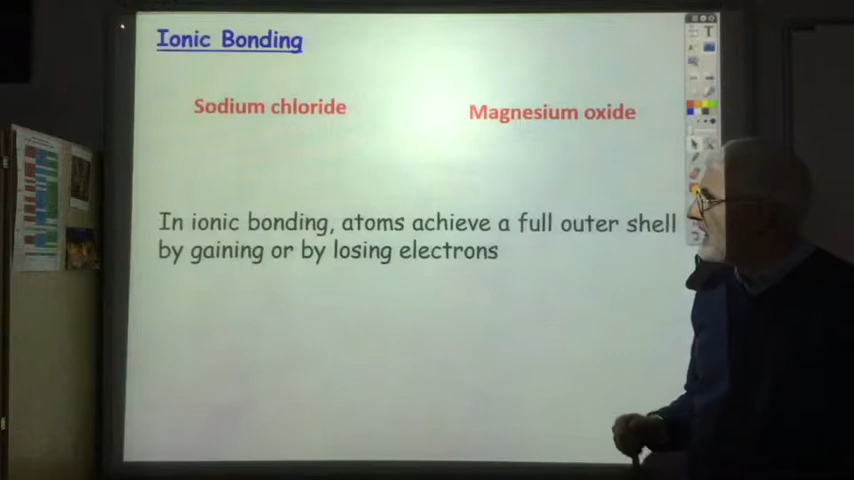 Ionic Bonding
Sodium chloride
Magnesium oxide
In ionic bonding, atoms achieve a full outer shell
by gaining or by losing electrons